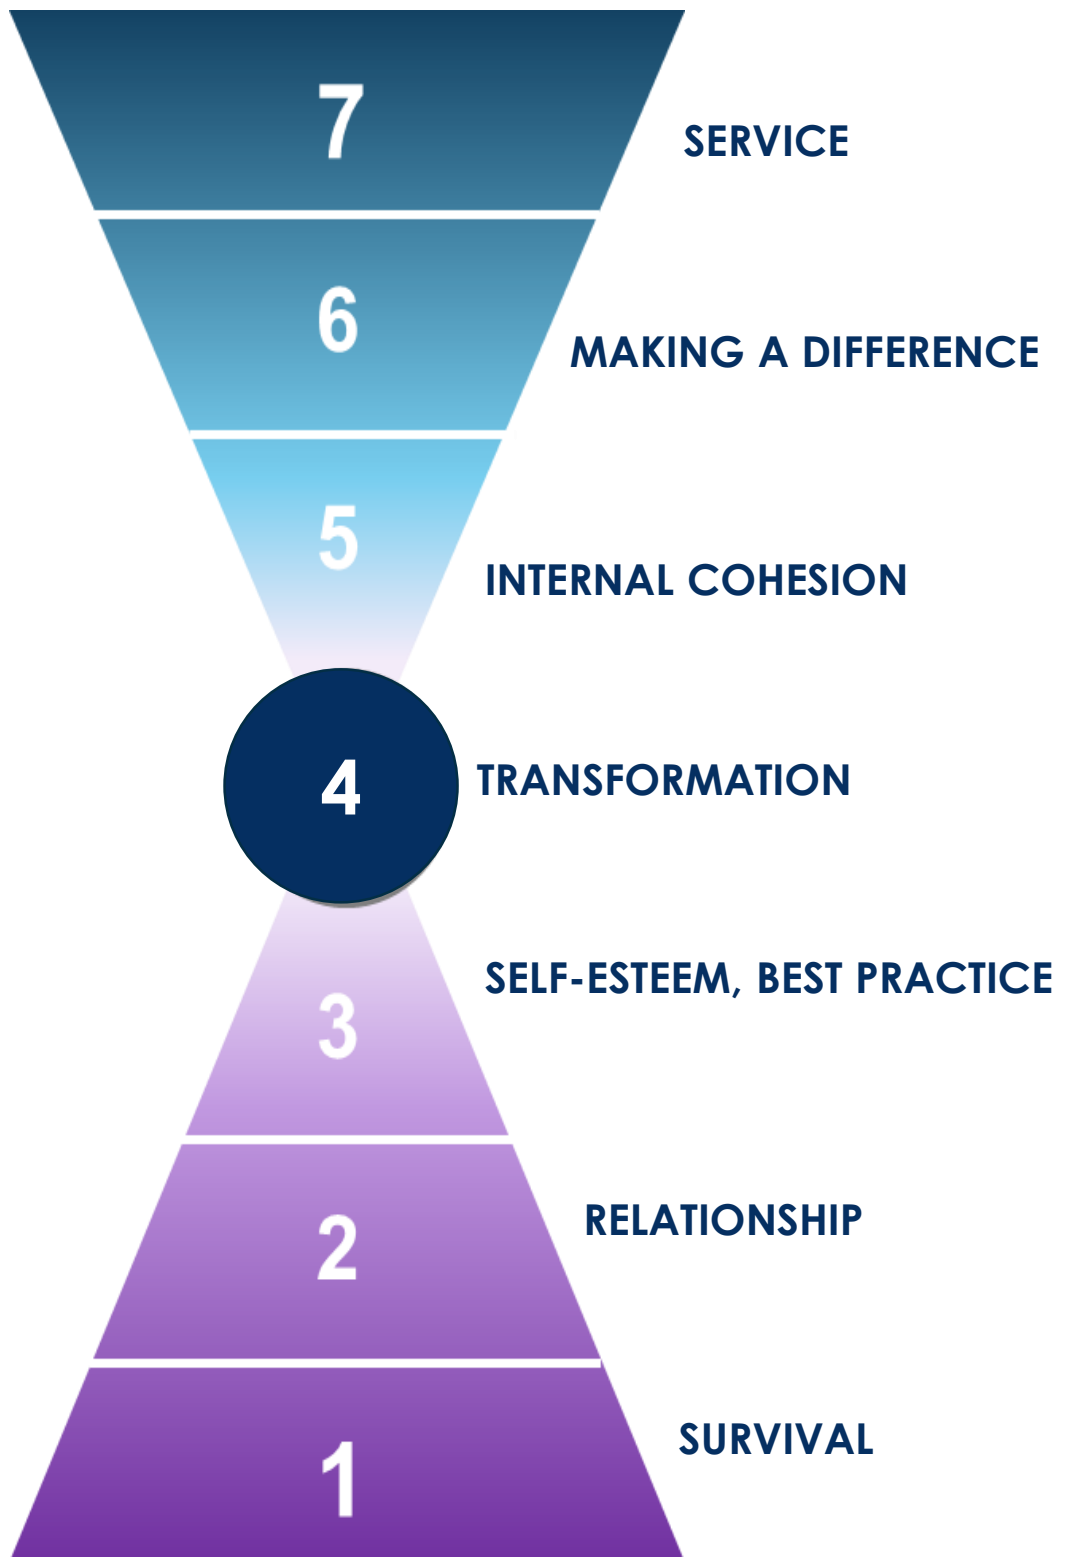 7
SERVICE
6
MAKING A DIFFERENCE
5
INTERNAL COHESION
4
TRANSFORMATION
SELF-ESTEEM, BEST PRACTICE
3
RELATIONSHIP
2
SURVIVAL
1